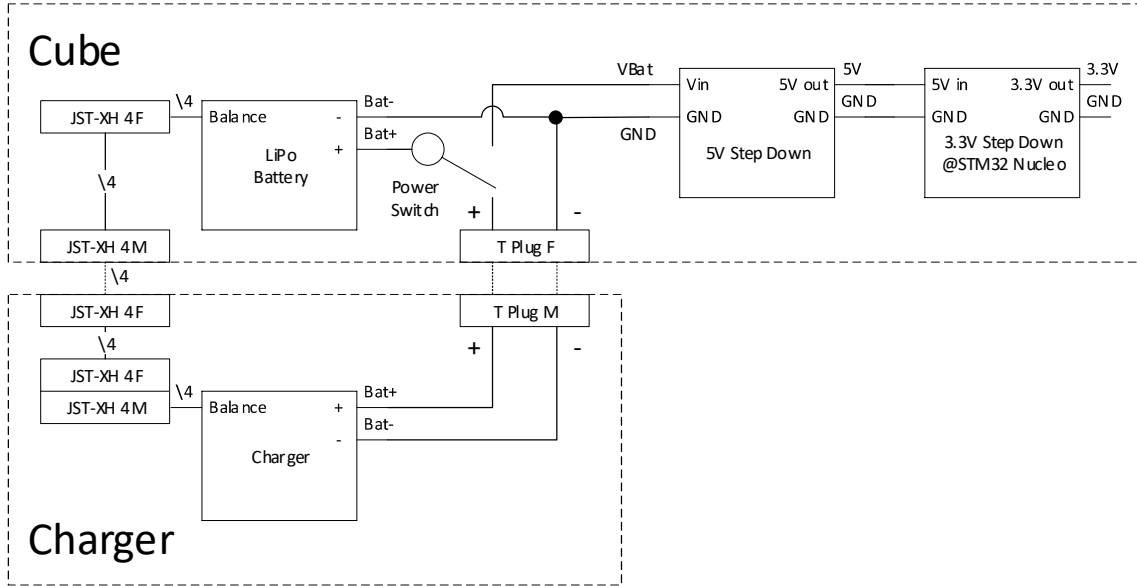 Cube
VBat
Vin
5V out
5V
GND
5V in
3.3V out
3.3V
GND
JST-XH 4F
\4
Balance
LiPo
Battery
-
+
Bat-
Bat+
GND
GND
GND
5V Step Down
GND
GND
3.3V Step Down
@STM32 Nucleo
\4
Power
Switch
+
-
JST-XH 4M
T Plug F
\4
JST-XH 4F
T Plug M
\4
+
-
JST-XH 4F
JST-XH 4M
\4
Balance
+
-
Bat+
Bat-
Charger
Charger